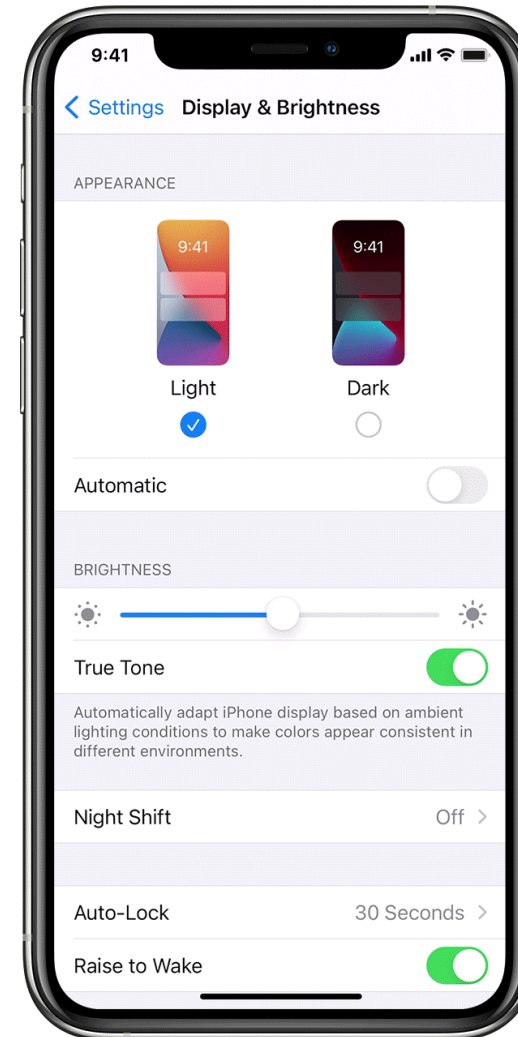 9:41
Settings Display & Brightness
APPEARANCE
9:41 9:41
Light Dark
Automatic
BRIGHTNESS
True Tone
Automatically adapt iPhone display based on ambient
lighting conditions to make colors appear consistent in
different environments.
Night Shift Off
Auto-Lock 30 Seconds
Raise to Wake